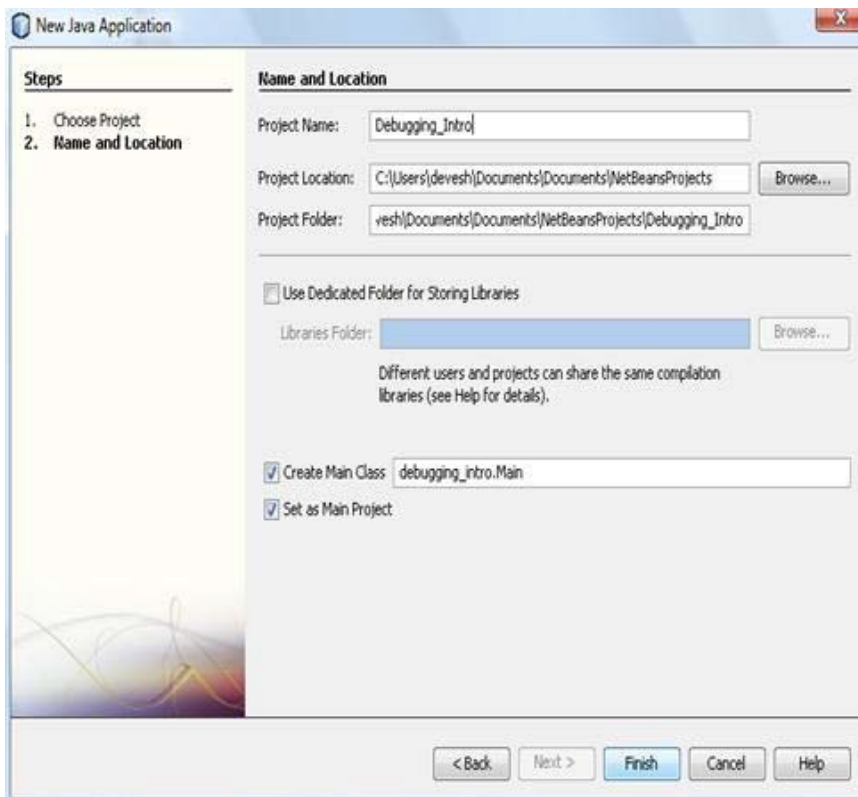 New Java Application
Steps
1. Choose Project
2. Name and Location
Name and Location
Project Name: Debugging_Intro
Project Location: C:\Users\devesh\Documents\Documents\NetBeansProjects Browse...
Project Folder: vesh\Documents\Documents\NetBeansProjects\Debugging_Intro
Use Dedicated Folder for Storing Libraries
Libraries Folder: Browse...
Different users and projects can share the same compilation
libraries (see Help for details).
Create Main Class debugging_intro.Main
Set as Main Project
< Back Next > Finish Cancel Help